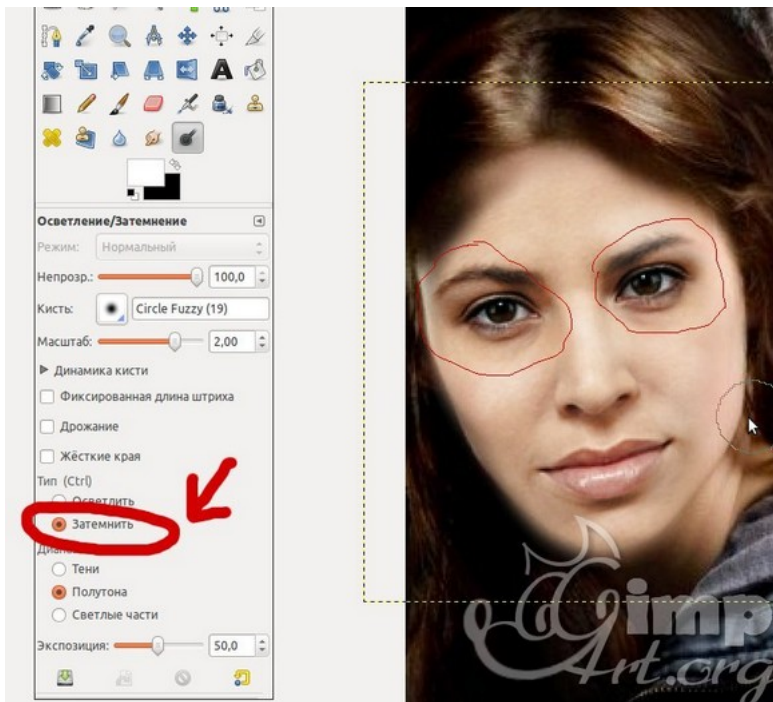 Осветление/Затемнение
Режим: Нормальный
Непрозр.: 100,0
Кисть: Circle Fuzzy (19)
Масштаб: 2,00
Динамика кисти
Фиксированная длина штриха
Дрожание
Жёсткие края
Тип (Ctrl)
Осветлить
Затемнить
Тени
Полутона
Светлые части
Экспозиция: 50,0
Gimp
Art.org